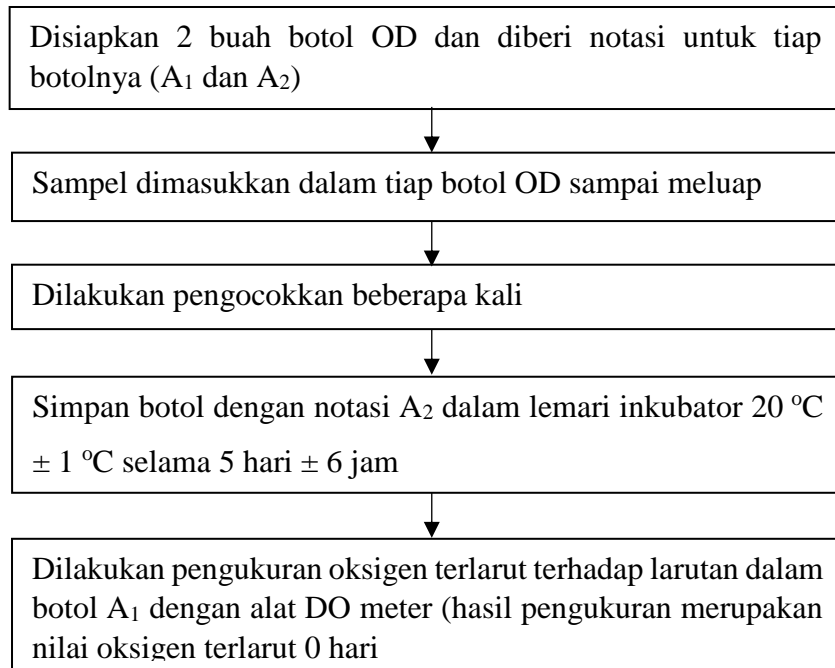 Disiapkan 2 buah botol OD dan diberi notasi untuk tiap
botolnya (A₁ dan A₂)
Sampel dimasukkan dalam tiap botol OD sampai meluap
Dilakukan pengocokkan beberapa kali
Simpan botol dengan notasi A₂ dalam lemari inkubator 20 ºC
± 1 ºC selama 5 hari ± 6 jam
Dilakukan pengukuran oksigen terlarut terhadap larutan dalam
botol A₁ dengan alat DO meter (hasil pengukuran merupakan
nilai oksigen terlarut 0 hari